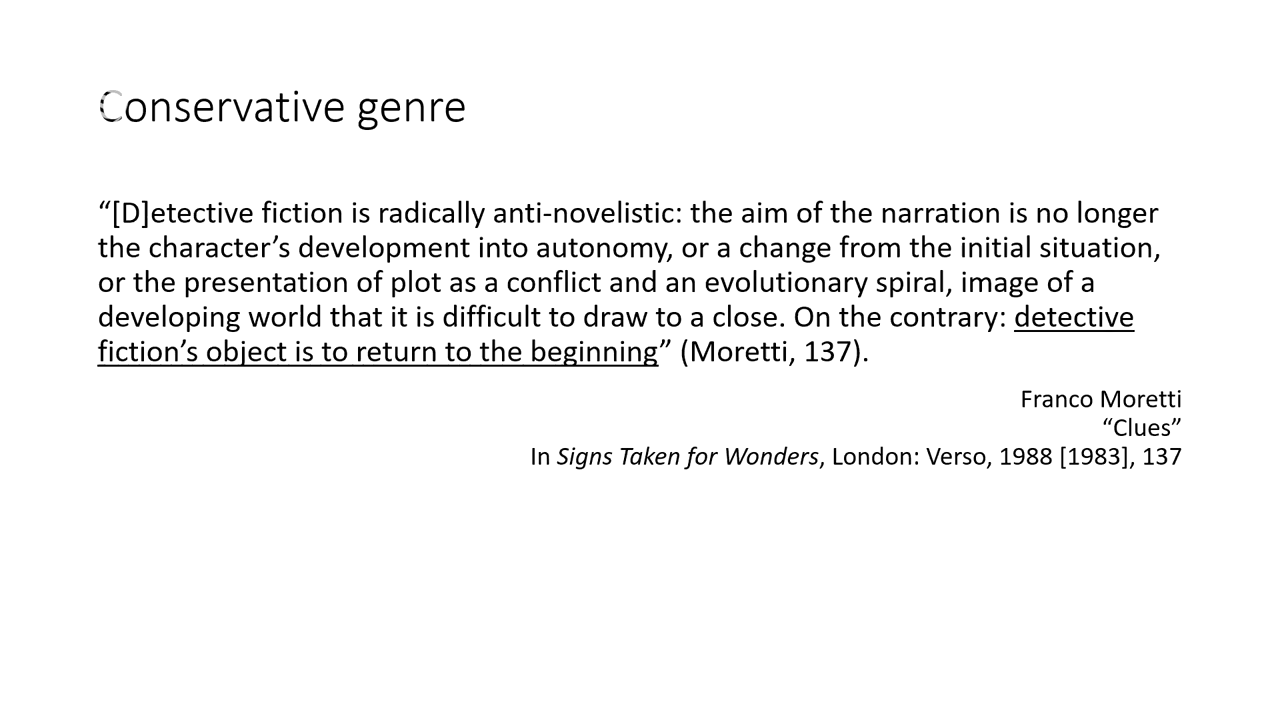 Conservative genre
“[D]etective fiction is radically anti-novelistic: the aim of the narration is no longer
the character’s development into autonomy, or a change from the initial situation,
or the presentation of plot as a conflict and an evolutionary spiral, image of a
developing world that it is difficult to draw to a close. On the contrary: detective
fiction’s object is to return to the beginning” (Moretti, 137).
Franco Moretti
“Clues”
In Signs Taken for Wonders, London: Verso, 1988 [1983], 137